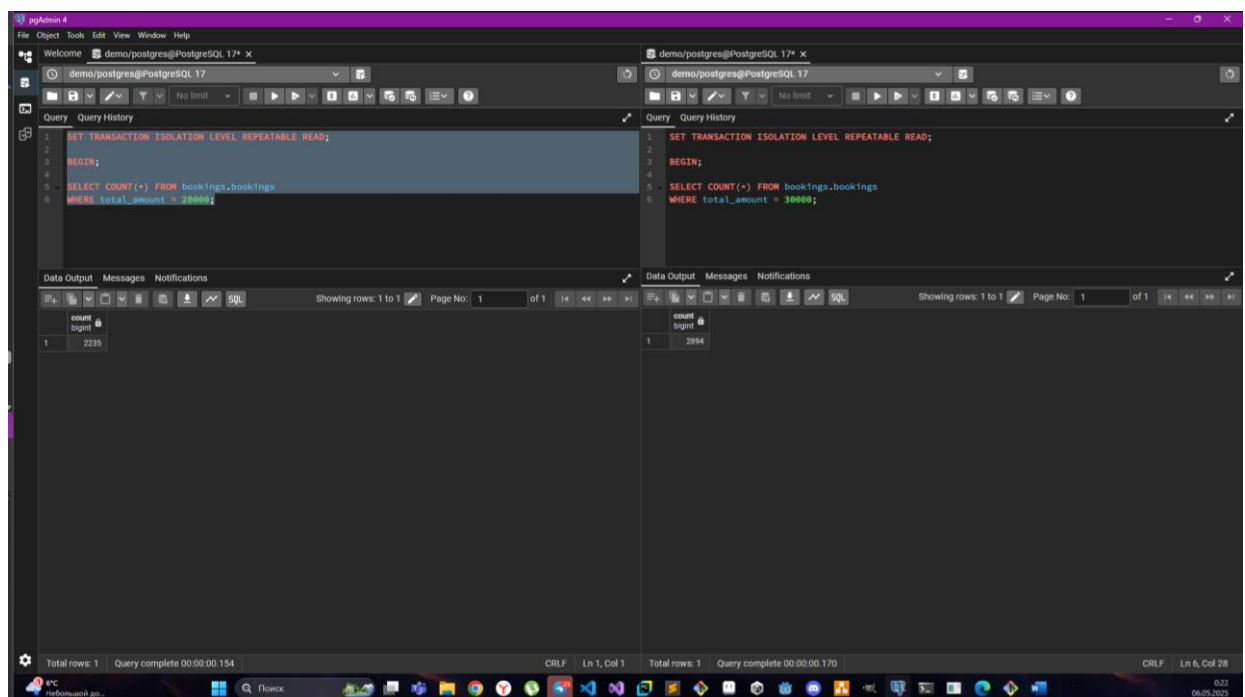 pgAdmin 4
File Object Tools Edit View Window Help
Welcome demo/postgres@PostgreSQL 17*
demo/postgres@PostgreSQL 17
No limit
Query Query History
1 SET TRANSACTION ISOLATION LEVEL REPEATABLE READ;
2
3 BEGIN;
4
5 SELECT COUNT(*) FROM bookings.bookings
6 WHERE total_amount = 20000;
Data Output Messages Notifications
SQL Showing rows: 1 to 1 Page No: 1 of 1
count
bigint
1 2235
Total rows: 1 Query complete 00:00:00.154 CRLF Ln 1, Col 1
demo/postgres@PostgreSQL 17*
demo/postgres@PostgreSQL 17
No limit
Query Query History
1 SET TRANSACTION ISOLATION LEVEL REPEATABLE READ;
2
3 BEGIN;
4
5 SELECT COUNT(*) FROM bookings.bookings
6 WHERE total_amount = 30000;
Data Output Messages Notifications
SQL Showing rows: 1 to 1 Page No: 1 of 1
count
bigint
1 2894
Total rows: 1 Query complete 00:00:00.170 CRLF Ln 6, Col 28
6°C
Небольшой до...
Поиск
0:22
06.05.2025